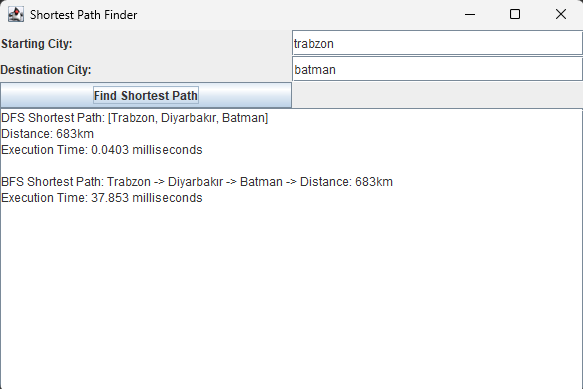 Shortest Path Finder
Starting City:
trabzon
Destination City:
batman
Find Shortest Path
DFS Shortest Path: [Trabzon, Diyarbakır, Batman]
Distance: 683km
Execution Time: 0.0403 milliseconds
BFS Shortest Path: Trabzon -> Diyarbakır -> Batman -> Distance: 683km
Execution Time: 37.853 milliseconds